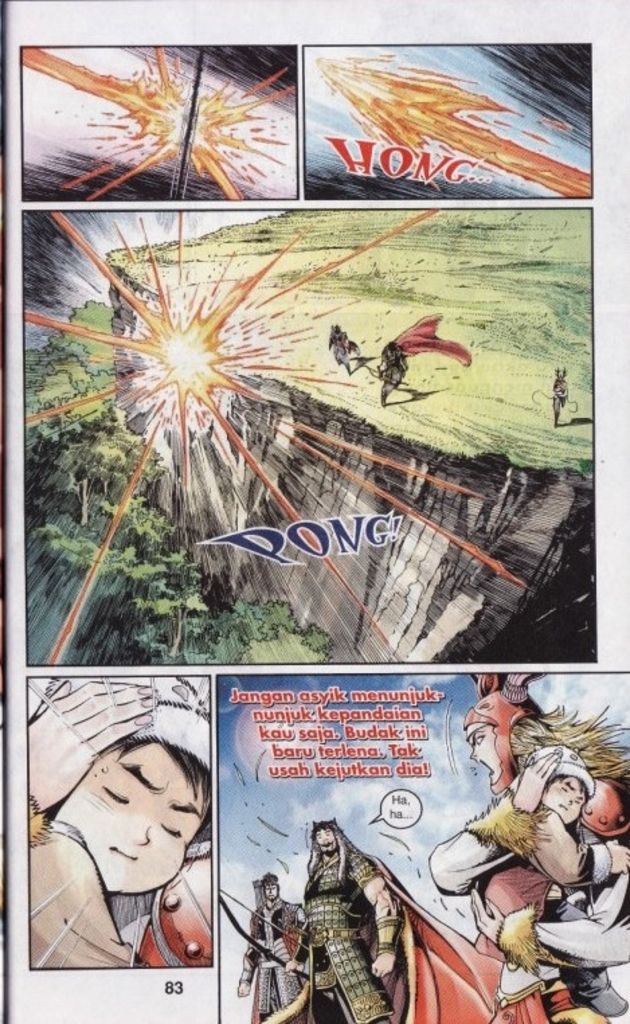 HONG...
PONG!
Jangan asyik menunjuk-
nunjuk kepandaian
kau saja. Budak ini
baru terlena. Tak
usah kejutkan dia!
Ha,
ha...
83